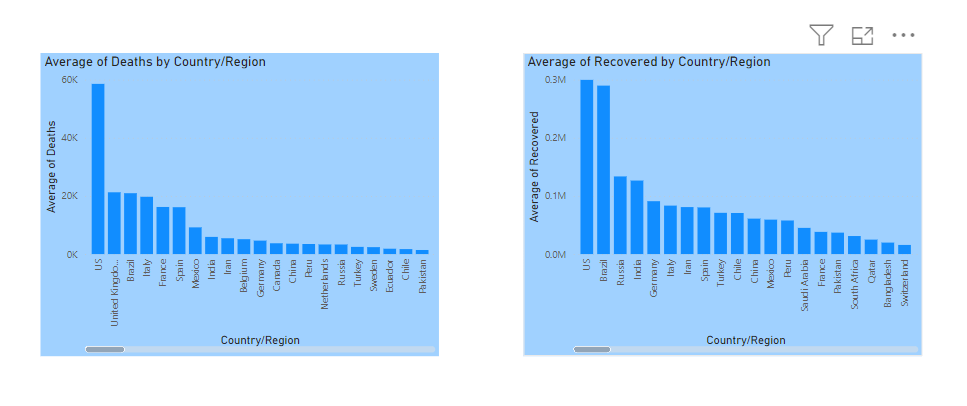 Average of Deaths by Country/Region
60K
40K
20K
0K
Average of Deaths
US
United Kingdo...
Brazil
Italy
France
Spain
Mexico
India
Iran
Belgium
Germany
Canada
China
Peru
Netherlands
Russia
Turkey
Sweden
Ecuador
Chile
Pakistan
Country/Region
Average of Recovered by Country/Region
0.3M
0.2M
0.1M
0.0M
Average of Recovered
US
Brazil
Russia
India
Germany
Italy
Iran
Spain
Turkey
Chile
China
Mexico
Peru
Saudi Arabia
France
Pakistan
South Africa
Qatar
Bangladesh
Switzerland
Country/Region